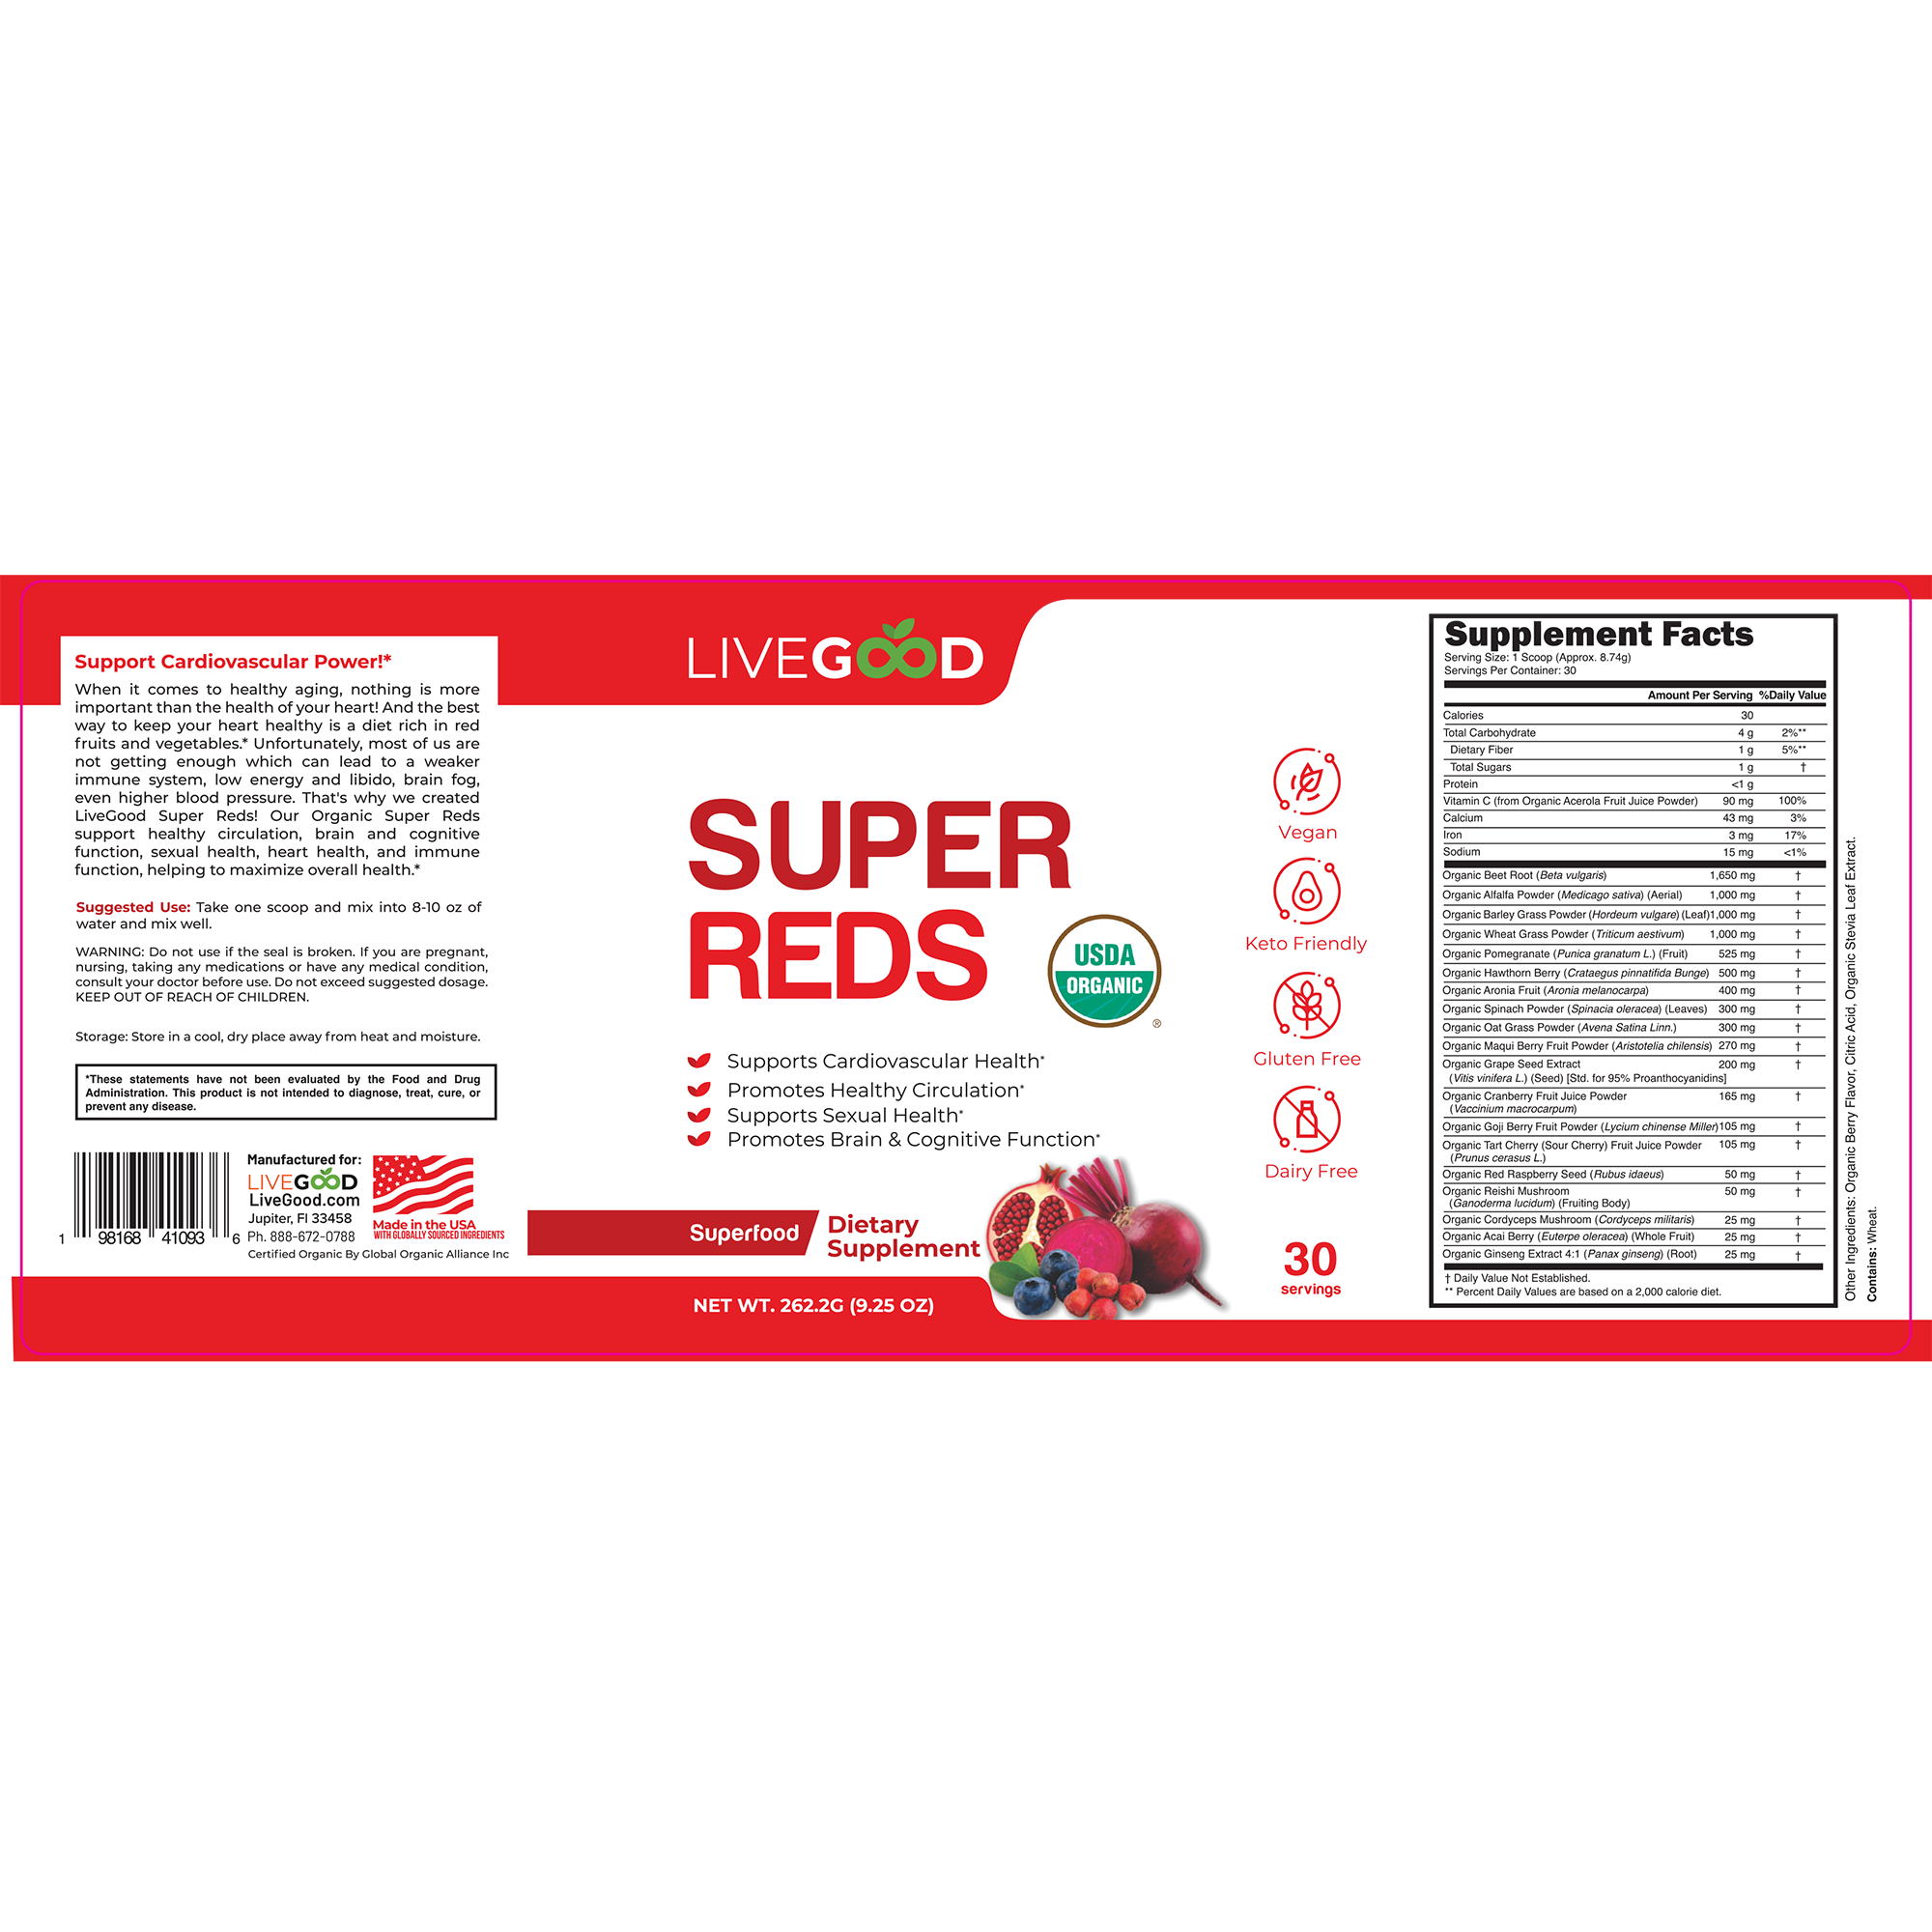 Support Cardiovascular Power!*
When it comes to healthy aging, nothing is more
important than the health of your heart! And the best
way to keep your heart healthy is a diet rich in red
fruits and vegetables.* Unfortunately, most of us are
not getting enough which can lead to a weaker
immune system, low energy and libido, brain fog,
even higher blood pressure. That's why we created
LiveGood Super Reds! Our Organic Super Reds
support healthy circulation, brain and cognitive
function, sexual health, heart health, and immune
function, helping to maximize overall health.*
Suggested Use: Take one scoop and mix into 8-10 oz of
water and mix well.
WARNING: Do not use if the seal is broken. If you are pregnant,
nursing, taking any medications or have any medical condition,
consult your doctor before use. Do not exceed suggested dosage.
KEEP OUT OF REACH OF CHILDREN.
Storage: Store in a cool, dry place away from heat and moisture.
*These statements have not been evaluated by the Food and Drug
Administration. This product is not intended to diagnose, treat, cure, or
prevent any disease.
1 98168 41093 6
Manufactured for:
LIVEGOOD
LiveGood.com
Jupiter, Fl 33458
Ph. 888-672-0788
Certified Organic By Global Organic Alliance Inc
Made in the USA
WITH GLOBALLY SOURCED INGREDIENTS
LIVEGOOD
SUPER
REDS
USDA
ORGANIC
®
Supports Cardiovascular Health*
Promotes Healthy Circulation*
Supports Sexual Health*
Promotes Brain & Cognitive Function*
Superfood
Dietary
Supplement
NET WT. 262.2G (9.25 OZ)
Vegan
Keto Friendly
Gluten Free
Dairy Free
30
servings
Supplement Facts
Serving Size: 1 Scoop (Approx. 8.74g)
Servings Per Container: 30
Amount Per Serving %Daily Value
Calories 30
Total Carbohydrate 4 g 2%**
Dietary Fiber 1 g 5%**
Total Sugars 1 g †
Protein <1 g
Vitamin C (from Organic Acerola Fruit Juice Powder) 90 mg 100%
Calcium 43 mg 3%
Iron 3 mg 17%
Sodium 15 mg <1%
Organic Beet Root (Beta vulgaris) 1,650 mg †
Organic Alfalfa Powder (Medicago sativa) (Aerial) 1,000 mg †
Organic Barley Grass Powder (Hordeum vulgare) (Leaf) 1,000 mg †
Organic Wheat Grass Powder (Triticum aestivum) 1,000 mg †
Organic Pomegranate (Punica granatum L.) (Fruit) 525 mg †
Organic Hawthorn Berry (Crataegus pinnatifida Bunge) 500 mg †
Organic Aronia Fruit (Aronia melanocarpa) 400 mg †
Organic Spinach Powder (Spinacia oleracea) (Leaves) 300 mg †
Organic Oat Grass Powder (Avena Satina Linn.) 300 mg †
Organic Maqui Berry Fruit Powder (Aristotelia chilensis) 270 mg †
Organic Grape Seed Extract 200 mg †
(Vitis vinifera L.) (Seed) [Std. for 95% Proanthocyanidins]
Organic Cranberry Fruit Juice Powder 165 mg †
(Vaccinium macrocarpum)
Organic Goji Berry Fruit Powder (Lycium chinense Miller) 105 mg †
Organic Tart Cherry (Sour Cherry) Fruit Juice Powder 105 mg †
(Prunus cerasus L.)
Organic Red Raspberry Seed (Rubus idaeus) 50 mg †
Organic Reishi Mushroom 50 mg †
(Ganoderma lucidum) (Fruiting Body)
Organic Cordyceps Mushroom (Cordyceps militaris) 25 mg †
Organic Acai Berry (Euterpe oleracea) (Whole Fruit) 25 mg †
Organic Ginseng Extract 4:1 (Panax ginseng) (Root) 25 mg †
† Daily Value Not Established.
** Percent Daily Values are based on a 2,000 calorie diet.
Other Ingredients: Organic Berry Flavor, Citric Acid, Organic Stevia Leaf Extract.
Contains: Wheat.